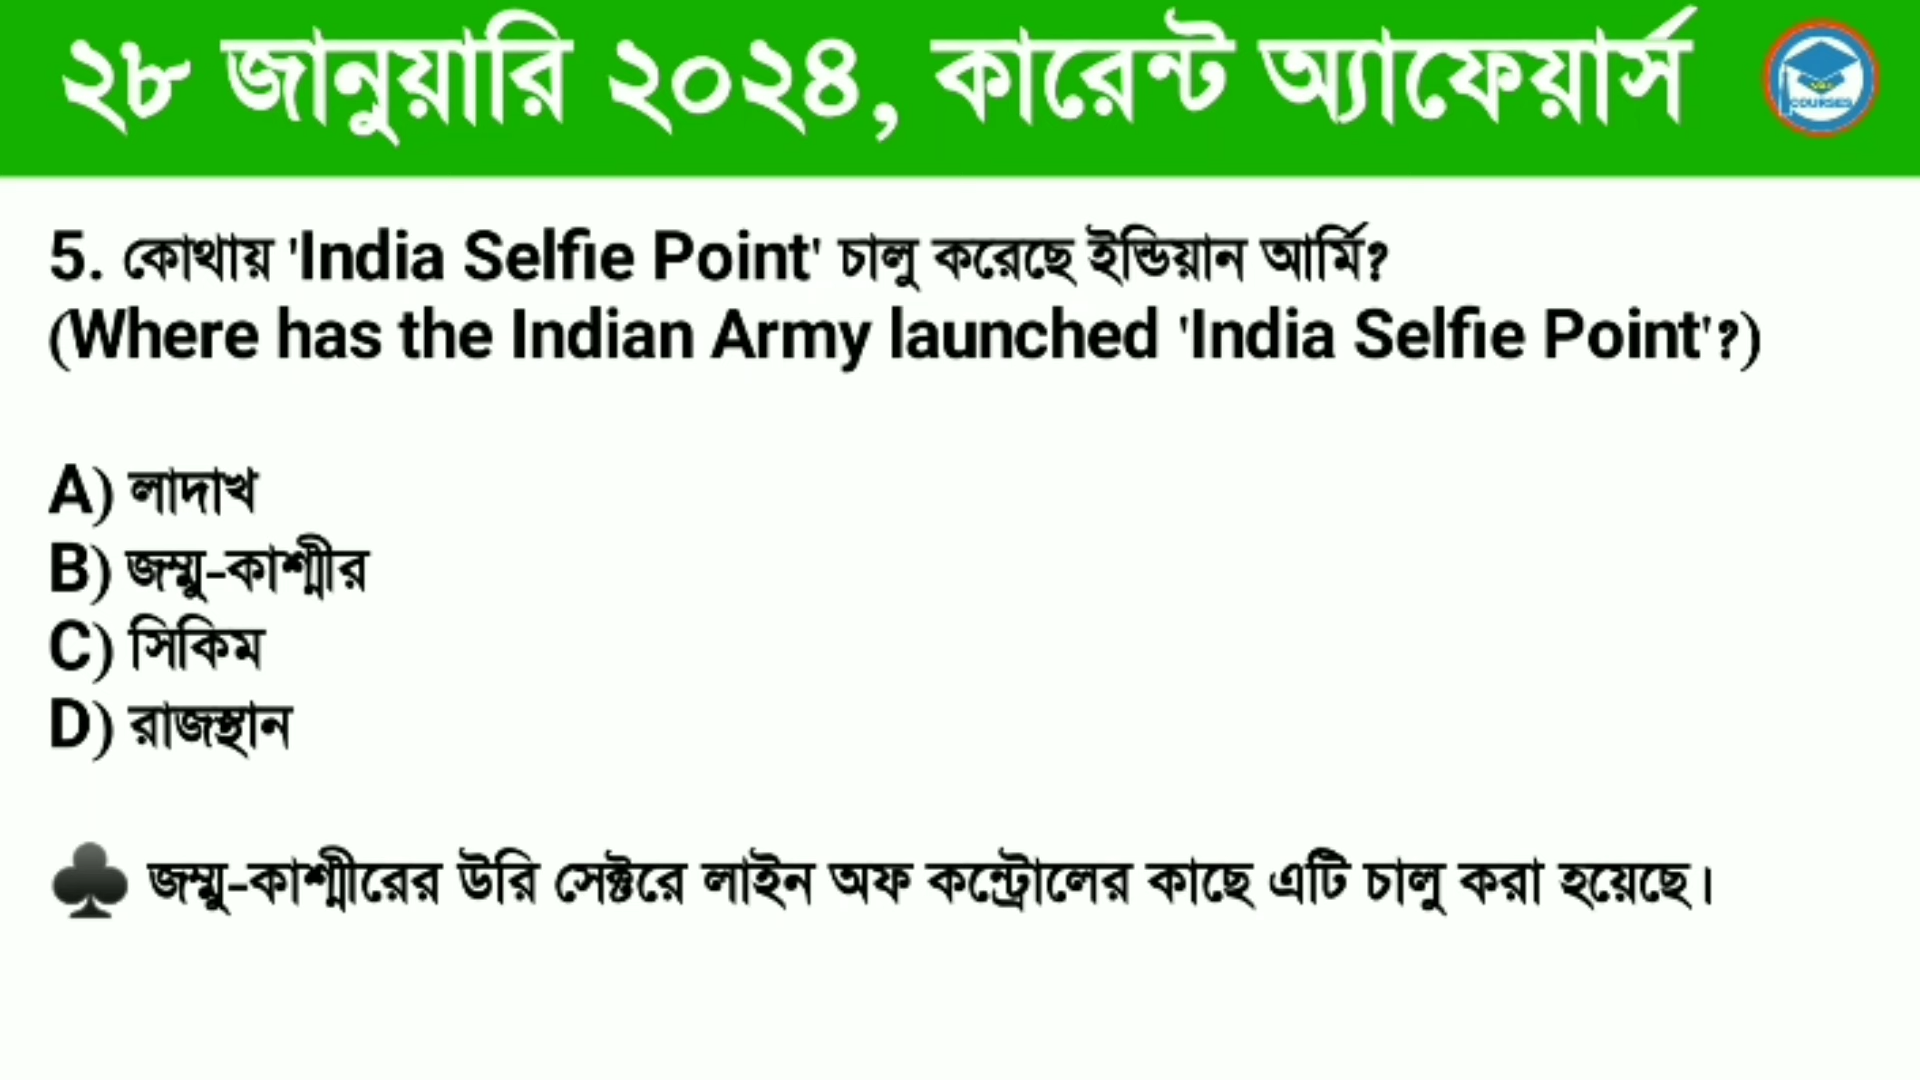 ২৮ জানুয়ারি ২০২৪, কারেন্ট অ্যাফেয়ার্স
COURSES
5. কোথায় 'India Selfie Point' চালু করেছে ইন্ডিয়ান আর্মি?
(Where has the Indian Army launched 'India Selfie Point'?)
A) লাদাখ
B) জম্মু-কাশ্মীর
C) সিকিম
D) রাজস্থান
♣ জম্মু-কাশ্মীরের উরি সেক্টরে লাইন অফ কন্ট্রোলের কাছে এটি চালু করা হয়েছে।